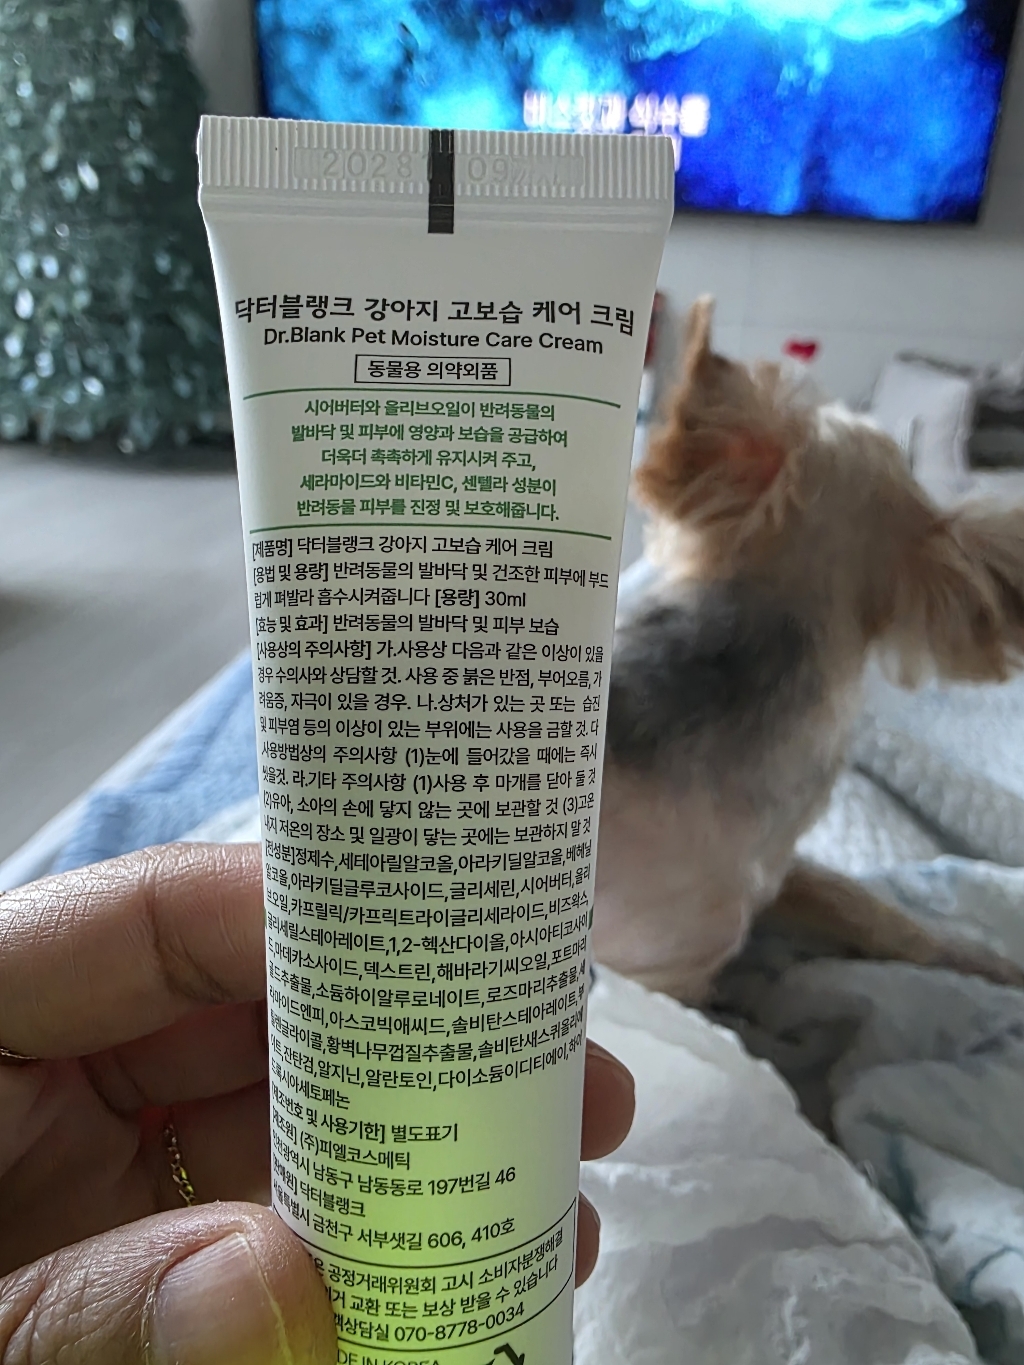 비스킷과 식수를
2028 09
닥터블랭크 강아지 고보습 케어 크림
Dr.Blank Pet Moisture Care Cream
동물용 의약외품
시어버터와 올리브오일이 반려동물의
발바닥 및 피부에 영양과 보습을 공급하여
더욱더 촉촉하게 유지시켜 주고,
세라마이드와 비타민C, 센텔라 성분이
반려동물 피부를 진정 및 보호해줍니다.
[제품명] 닥터블랭크 강아지 고보습 케어 크림
[용법 및 용량] 반려동물의 발바닥 및 건조한 피부에 부드
럽게 펴발라 흡수시켜줍니다 [용량] 30ml
[효능 및 효과] 반려동물의 발바닥 및 피부 보습
[사용상의 주의사항] 가.사용상 다음과 같은 이상이 있을
경우 수의사와 상담할 것. 사용 중 붉은 반점, 부어오름, 가
려움증, 자극이 있을 경우. 나.상처가 있는 곳 또는 습진
및 피부염 등의 이상이 있는 부위에는 사용을 금할 것. 다
사용방법상의 주의사항 (1)눈에 들어갔을 때에는 즉시
씻을것. 라.기타 주의사항 (1)사용 후 마개를 닫아 둘 것
(2)유아, 소아의 손에 닿지 않는 곳에 보관할 것 (3)고온
내지 저온의 장소 및 일광이 닿는 곳에는 보관하지 말 것
[전성분]정제수,세테아릴알코올,아라키딜알코올,베헤닐
알코올,아라키딜글루코사이드,글리세린,시어버터,올리
브오일,카프릴릭/카프릭트라이글리세라이드,비즈왁스,
글리세릴스테아레이트,1,2-헥산다이올,아시아티코사이
드,마데카소사이드,덱스트린,해바라기씨오일,포트마리
골드추출물,소듐하이알루로네이트,로즈마리추출물,세
라마이드엔피,아스코빅애씨드,솔비탄스테아레이트,부
틸렌글라이콜,황벽나무껍질추출물,솔비탄세스퀴올리에
이트,잔탄검,알지닌,알란토인,다이소듐이디티에이,하이
드록시아세토페논
[제조번호 및 사용기한] 별도표기
[제조원] (주)피엘코스메틱
인천광역시 남동구 남동동로 197번길 46
[판매원] 닥터블랭크
서울특별시 금천구 서부샛길 606, 410호
은 공정거래위원회 고시 소비자분쟁해결
교환 또는 보상 받을 수 있습니다
상담실 070-8778-0034
DE IN KOREA